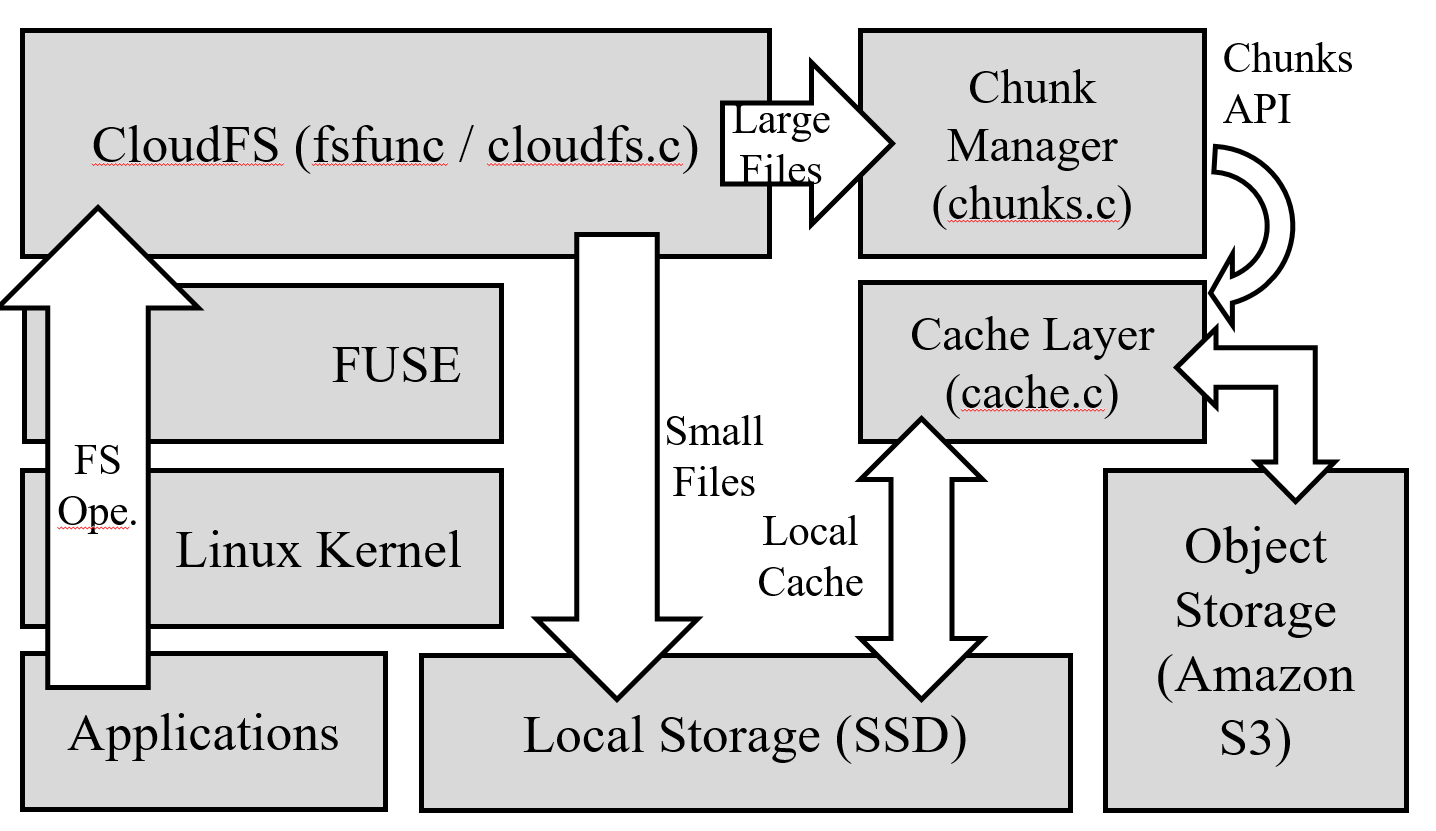 CloudFS (fsfunc / cloudfs.c)
Large
Files
Chunk
Manager
(chunks.c)
Chunks
API
FUSE
Cache Layer
(cache.c)
FS
Ope.
Small
Files
Linux Kernel
Local
Cache
Object
Storage
(Amazon
S3)
Applications
Local Storage (SSD)